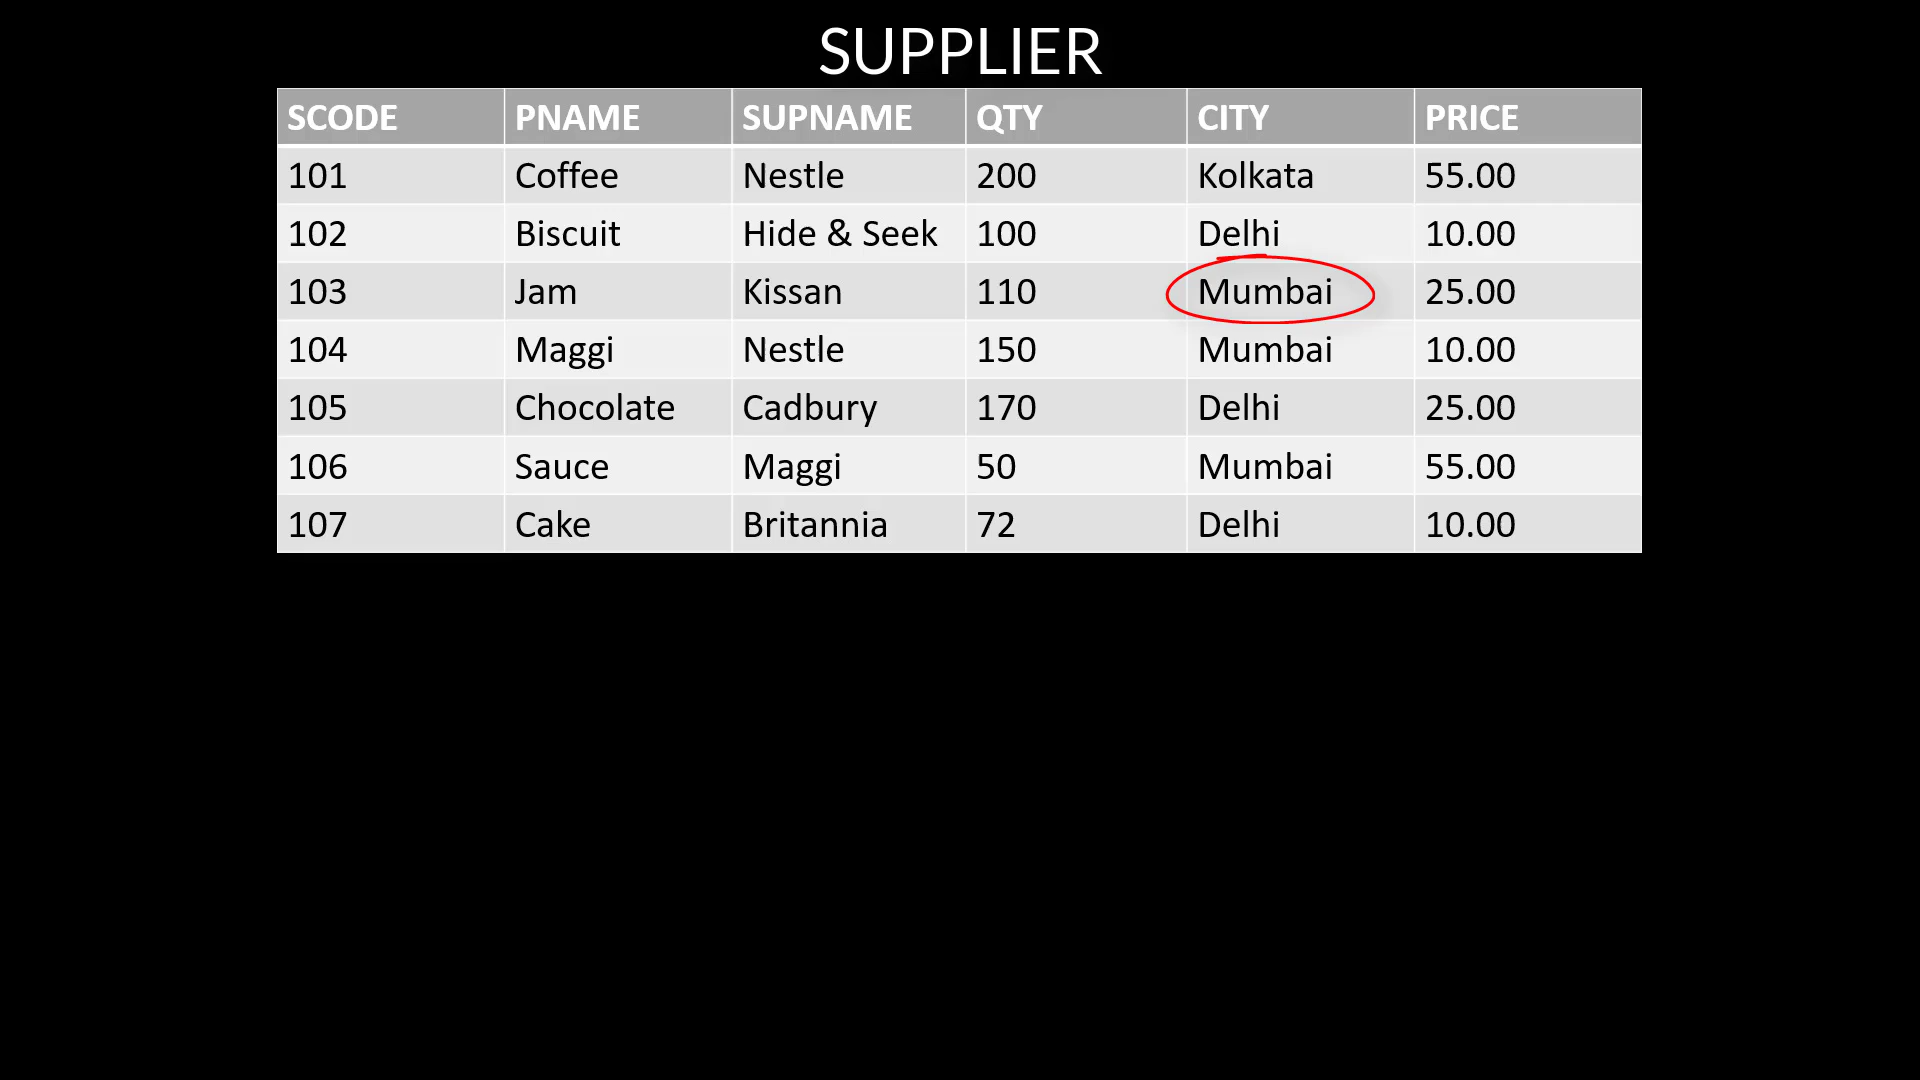 SUPPLIER
SCODE PNAME SUPNAME QTY CITY PRICE
101 Coffee Nestle 200 Kolkata 55.00
102 Biscuit Hide & Seek 100 Delhi 10.00
103 Jam Kissan 110 Mumbai 25.00
104 Maggi Nestle 150 Mumbai 10.00
105 Chocolate Cadbury 170 Delhi 25.00
106 Sauce Maggi 50 Mumbai 55.00
107 Cake Britannia 72 Delhi 10.00